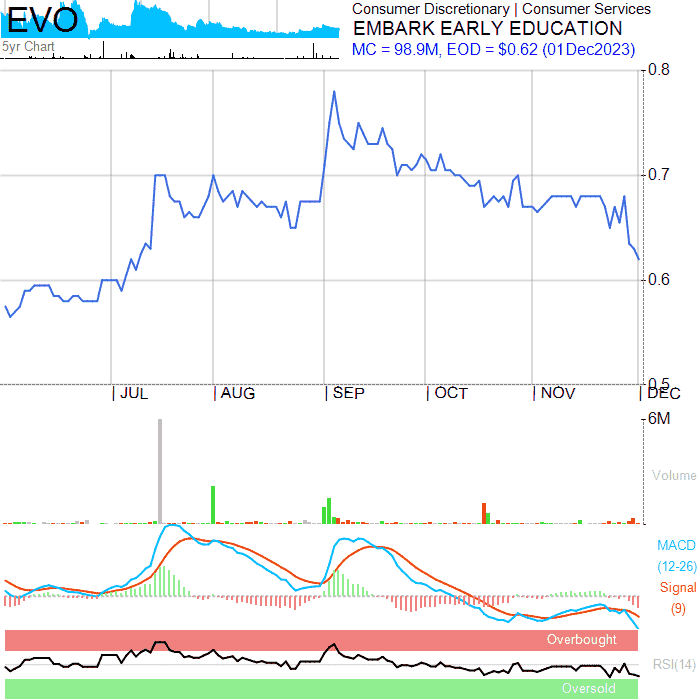 EVO
5yr Chart
Consumer Discretionary | Consumer Services
EMBARK EARLY EDUCATION
MC = 98.9M, EOD = $0.62 (01Dec2023)
0.8
0.7
0.6
0.5
JUL AUG SEP OCT NOV DEC
6M
Volume
MACD
(12-26)
Signal
(9)
Overbought
RSI(14)
Oversold